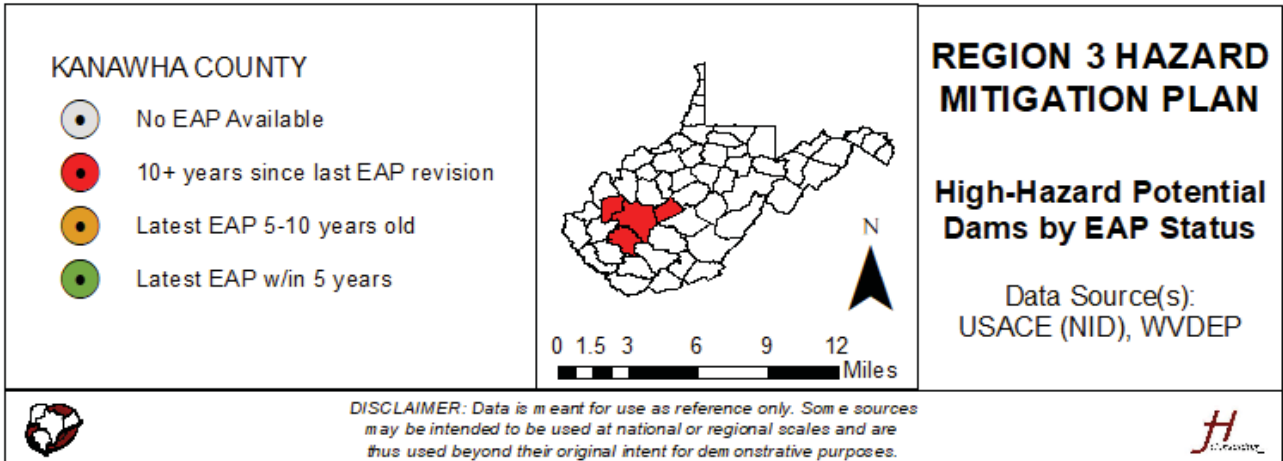 KANAWHA COUNTY
No EAP Available
10+ years since last EAP revision
Latest EAP 5-10 years old
Latest EAP w/in 5 years
N
0 1.5 3 6 9 12
Miles
REGION 3 HAZARD
MITIGATION PLAN
High-Hazard Potential
Dams by EAP Status
Data Source(s):
USACE (NID), WVDEP
DISCLAIMER: Data is meant for use as reference only. Some sources
may be intended to be used at national or regional scales and are
thus used beyond their original intent for demonstrative purposes.